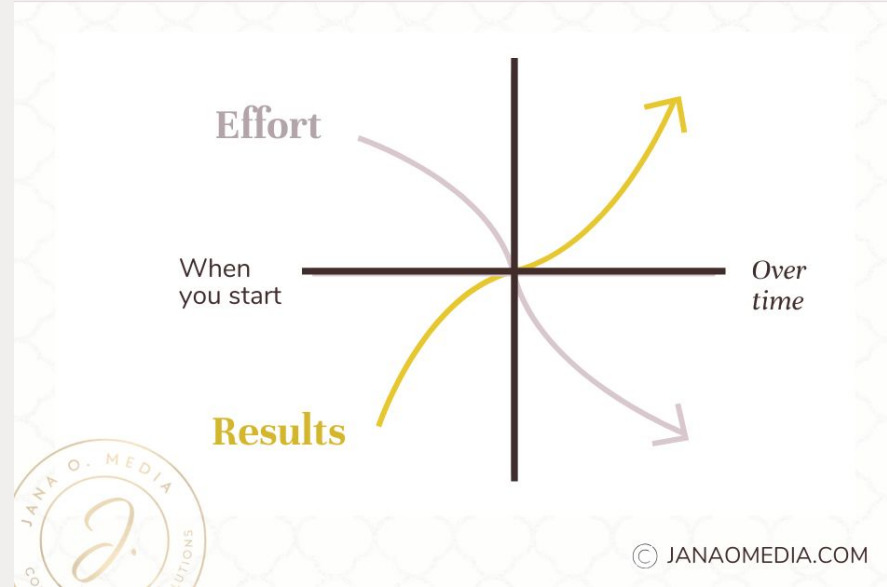 Effort
When
you start
Over
time
Results
JANA O. MEDIA
© JANAOMEDIA.COM